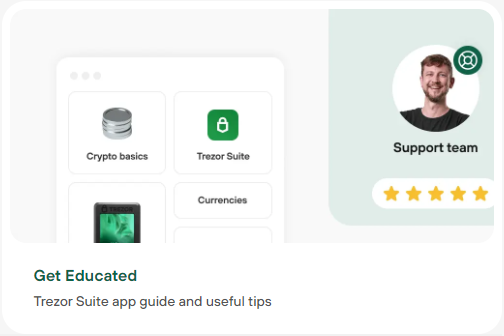 Crypto basics
Trezor Suite
Currencies
Support team
Get Educated
Trezor Suite app guide and useful tips